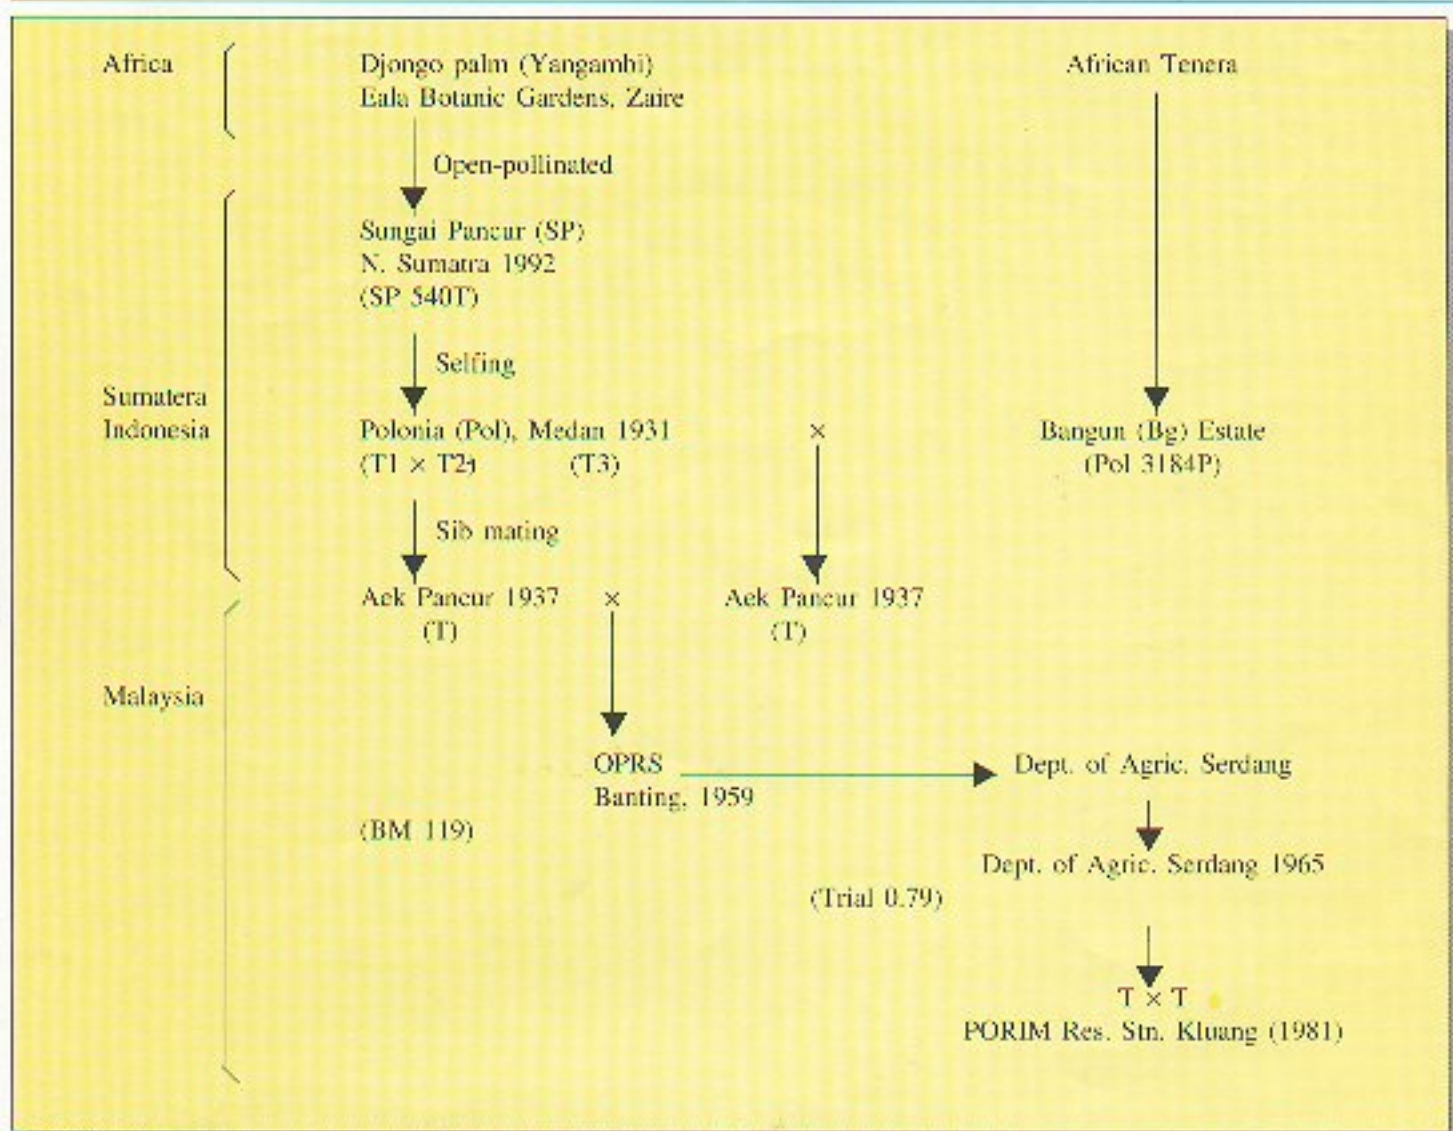 Africa
Djongo palm (Yangambi)
African Tenera
Eala Botanic Gardens, Zaire
Open-pollinated
Sungai Pancur (SP)
N. Sumatra 1992
(SP 540T)
Selfing
Sumatera
Indonesia
Polonia (Pol), Medan 1931
×
Bangun (Bg) Estate
(T1 × T2)
(T3)
(Pol 3184P)
Sib mating
Aek Pancur 1937
×
Aek Pancur 1937
(T)
(T)
Malaysia
OPRS
Dept. of Agric. Serdang
Banting, 1959
(BM 119)
Dept. of Agric. Serdang 1965
(Trial 0.79)
T × T
PORIM Res. Stn. Kluang (1981)